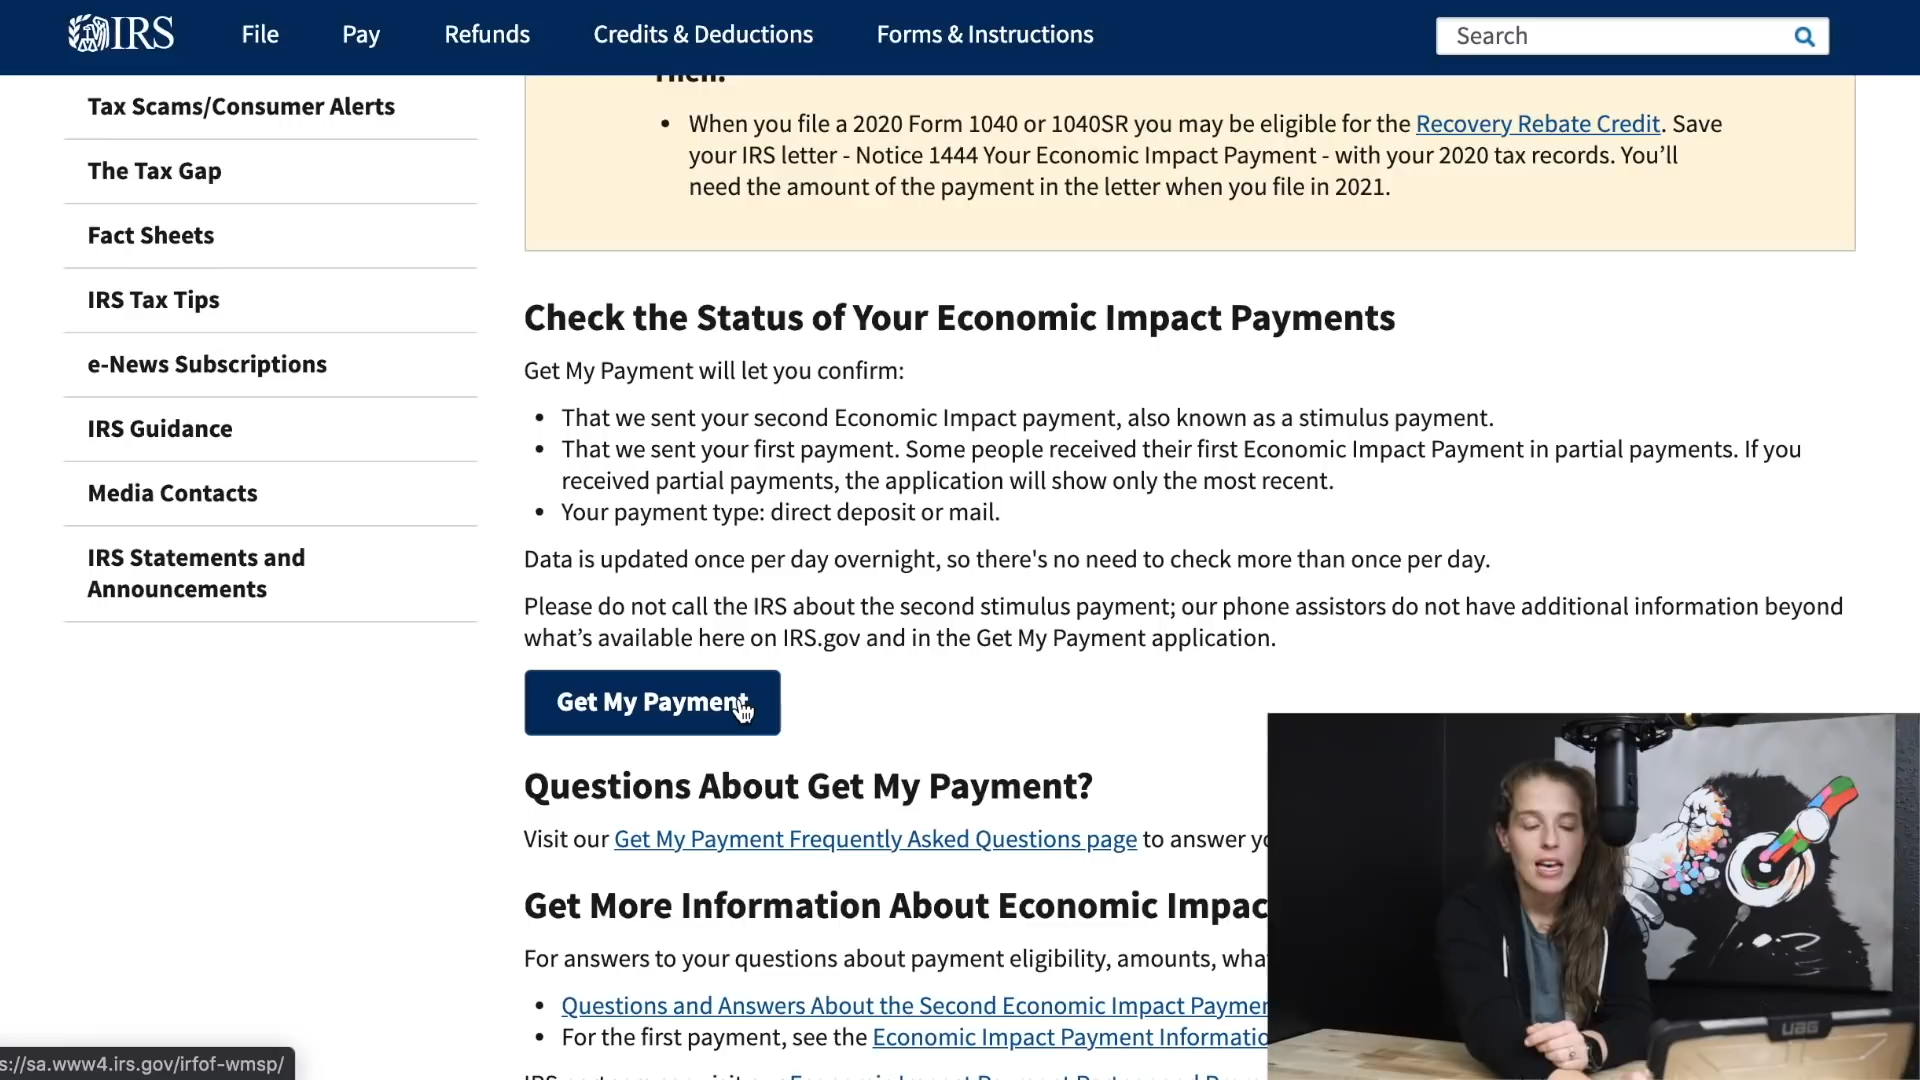 IRS File Pay Refunds Credits & Deductions Forms & Instructions Search
Tax Scams/Consumer Alerts
The Tax Gap
Fact Sheets
IRS Tax Tips
e-News Subscriptions
IRS Guidance
Media Contacts
IRS Statements and
Announcements
Then:
• When you file a 2020 Form 1040 or 1040SR you may be eligible for the Recovery Rebate Credit. Save
your IRS letter - Notice 1444 Your Economic Impact Payment - with your 2020 tax records. You’ll
need the amount of the payment in the letter when you file in 2021.
Check the Status of Your Economic Impact Payments
Get My Payment will let you confirm:
• That we sent your second Economic Impact payment, also known as a stimulus payment.
• That we sent your first payment. Some people received their first Economic Impact Payment in partial payments. If you
received partial payments, the application will show only the most recent.
• Your payment type: direct deposit or mail.
Data is updated once per day overnight, so there's no need to check more than once per day.
Please do not call the IRS about the second stimulus payment; our phone assistors do not have additional information beyond
what’s available here on IRS.gov and in the Get My Payment application.
Get My Payment
Questions About Get My Payment?
Visit our Get My Payment Frequently Asked Questions page to answer yo
Get More Information About Economic Impac
For answers to your questions about payment eligibility, amounts, wha
• Questions and Answers About the Second Economic Impact Paymen
• For the first payment, see the Economic Impact Payment Informatio
s://sa.www4.irs.gov/irfof-wmsp/
UAG